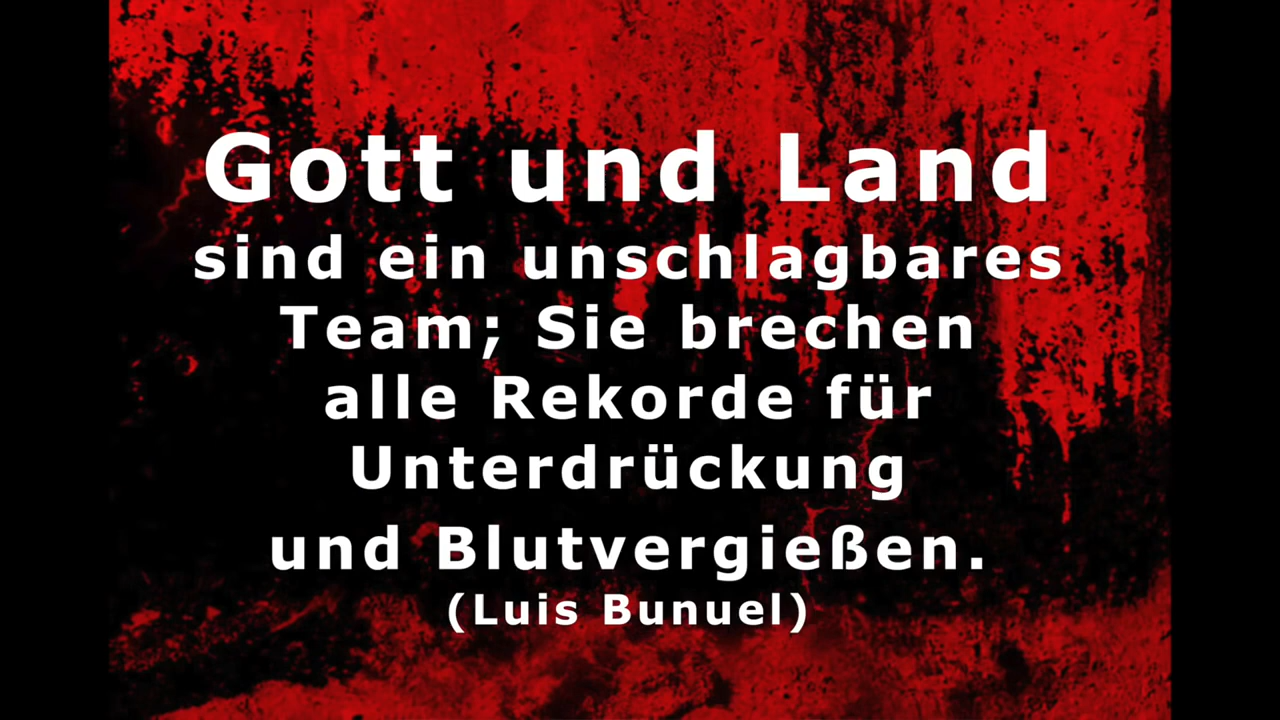 Gott und Land
sind ein unschlagbares
Team; Sie brechen
alle Rekorde für
Unterdrückung
und Blutvergießen.
(Luis Bunuel)